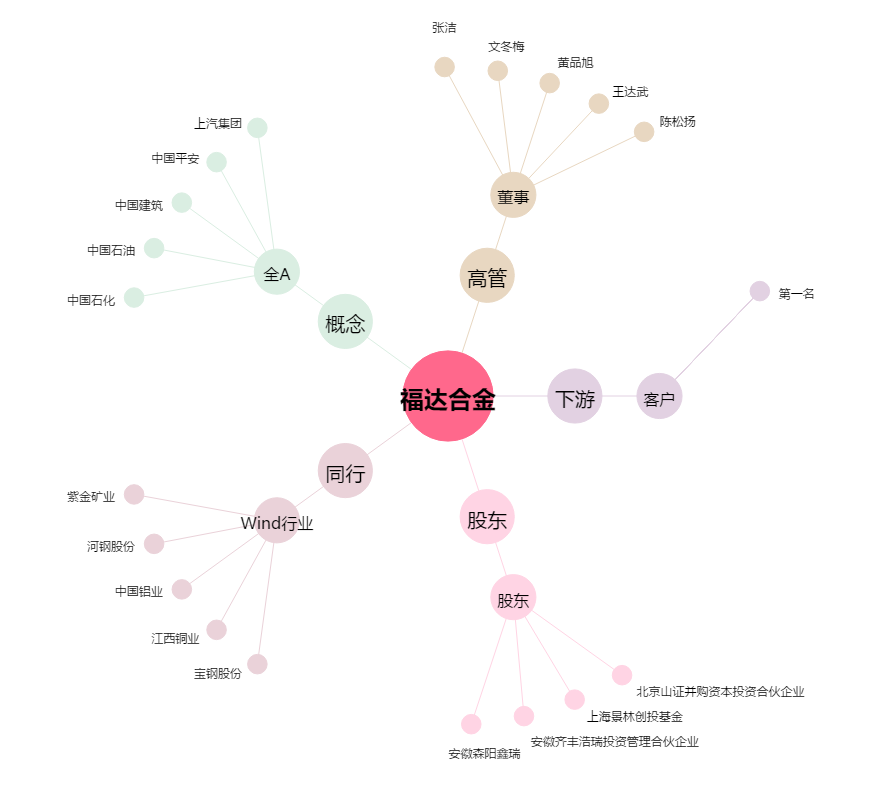 张洁
文冬梅
黄品旭
王达武
陈松扬
董事
高管
上汽集团
中国平安
中国建筑
中国石油
中国石化
全A
概念
第一名
福达合金
下游
客户
同行
Wind行业
紫金矿业
河钢股份
中国铝业
江西铜业
宝钢股份
股东
股东
北京山证并购资本投资合伙企业
上海景林创投基金
安徽齐丰浩瑞投资管理合伙企业
安徽森阳鑫瑞